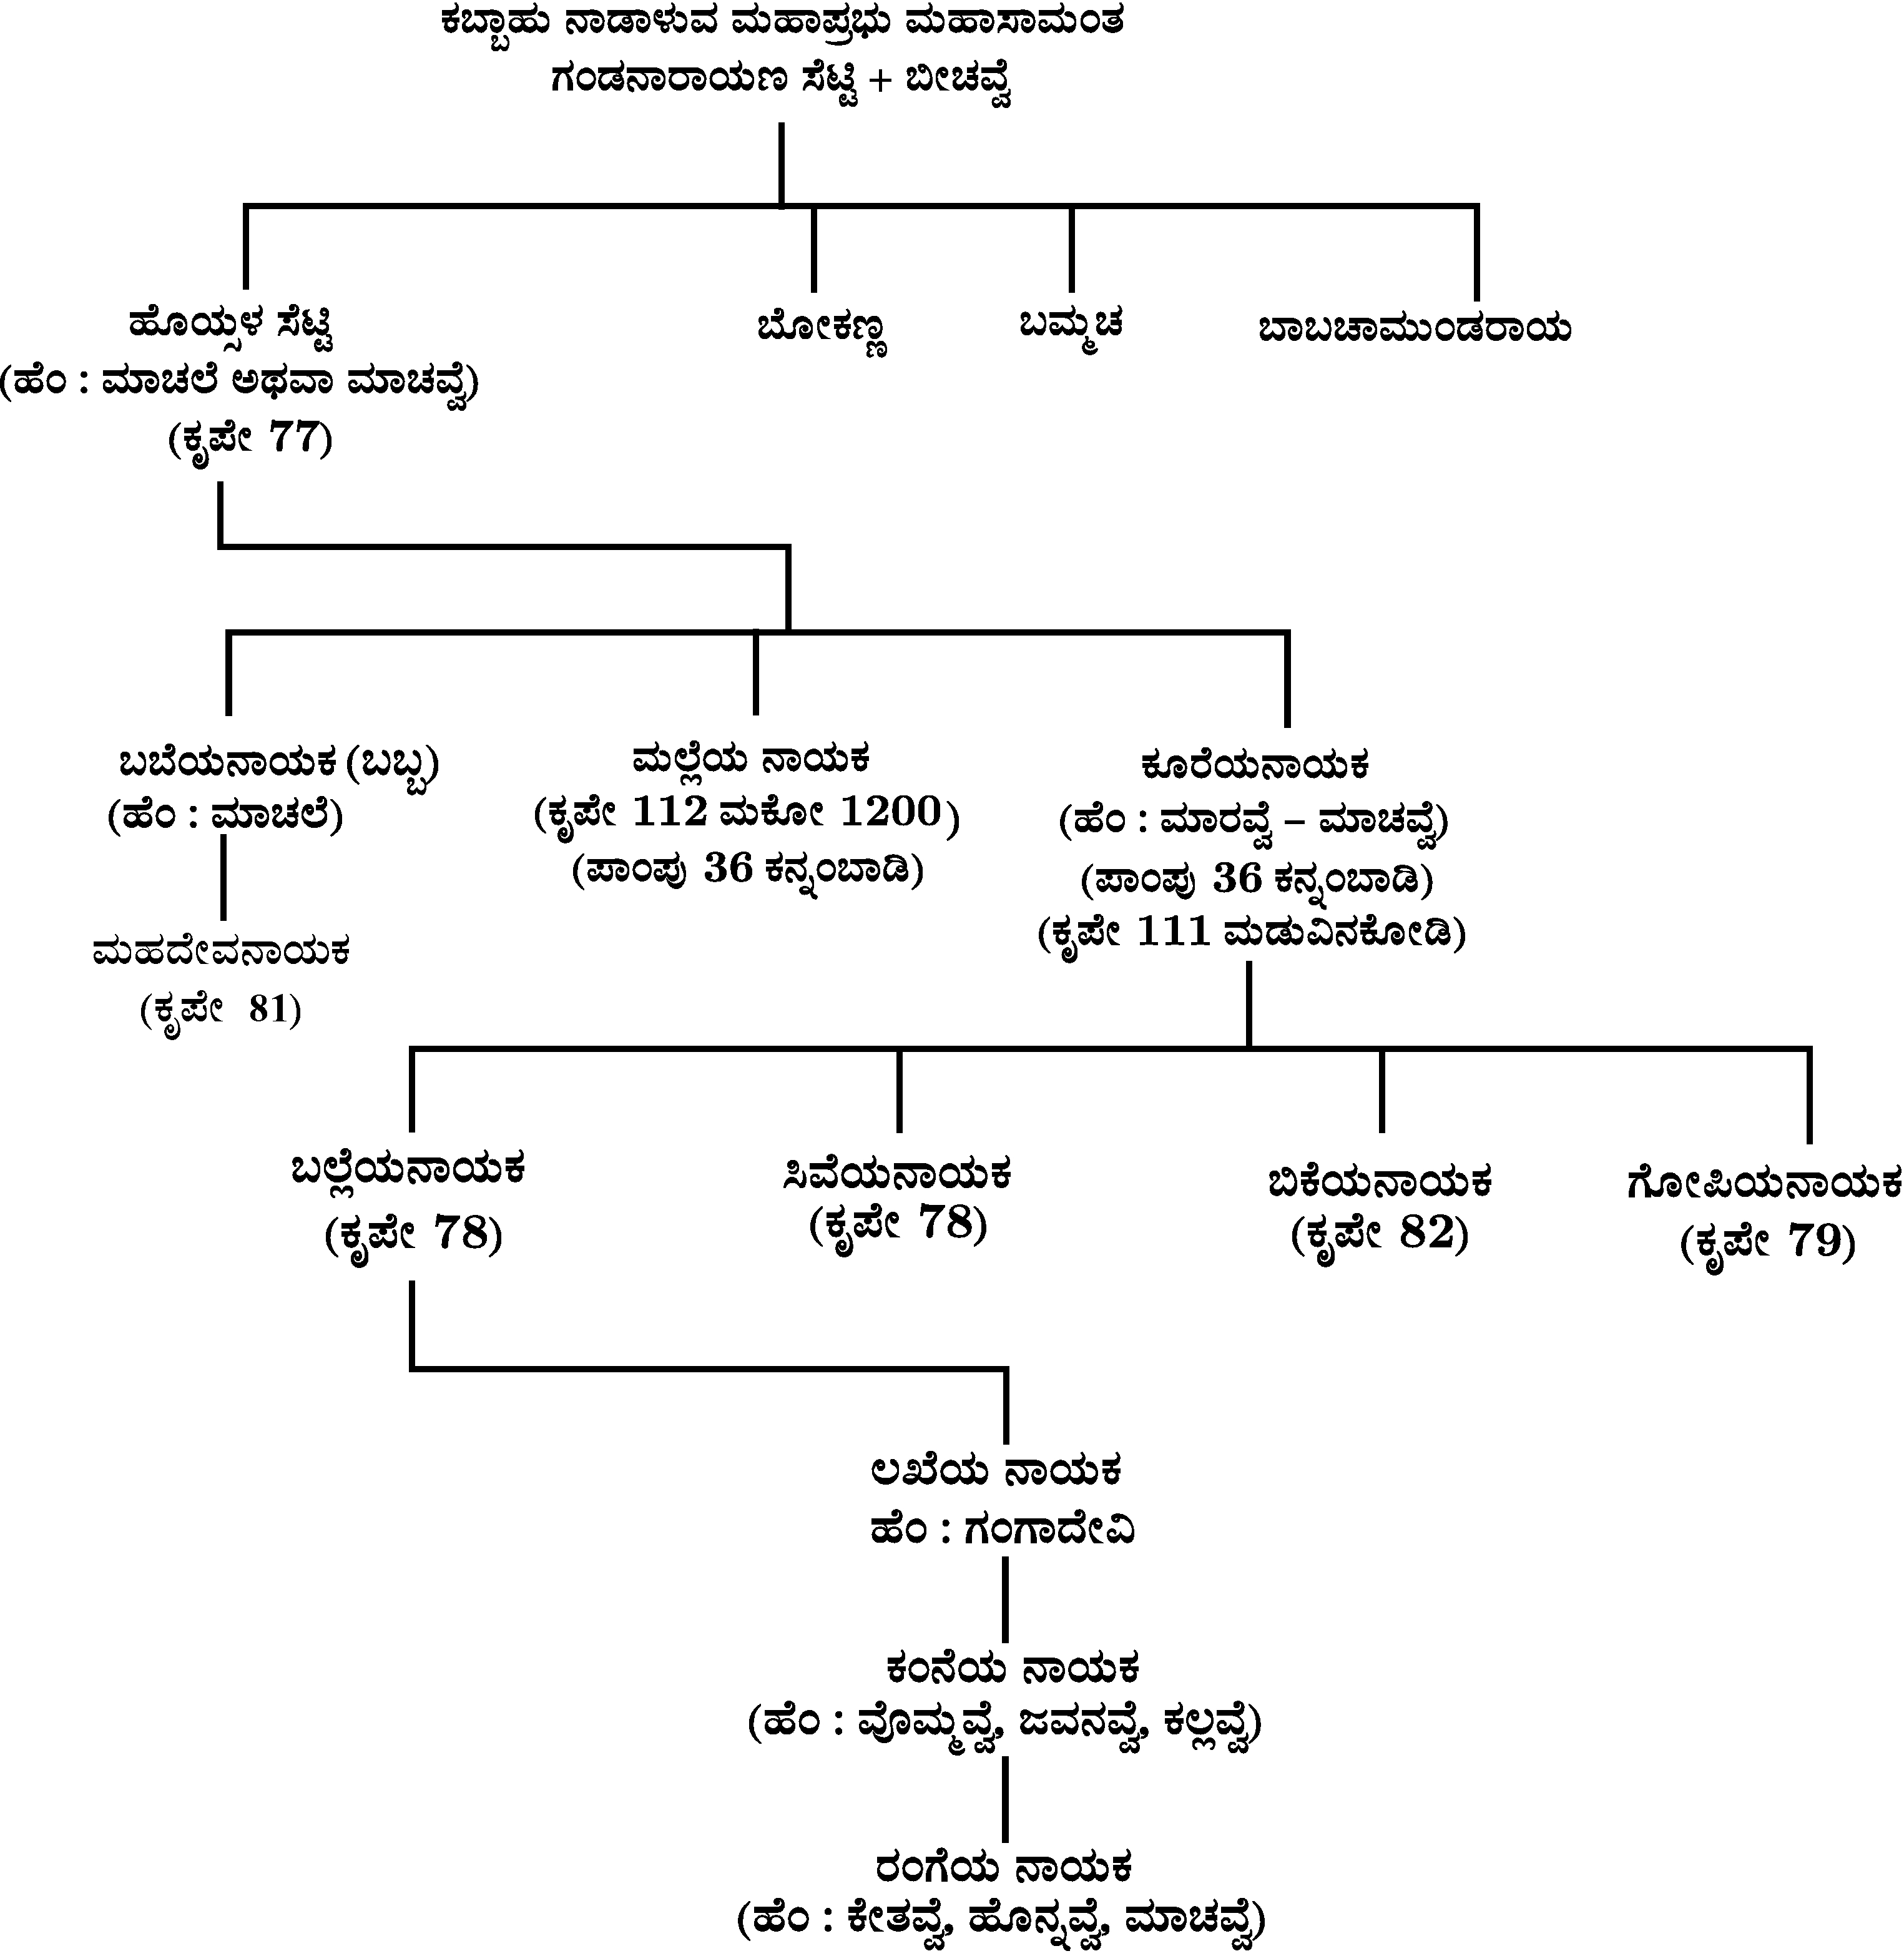 ಕಬ್ಬಾಹು ನಾಡಾಳುವ ಮಹಾಪ್ರಭು ಮಹಾಸಾಮಂತ
ಗಂಡನಾರಾಯಣ ಸೆಟ್ಟಿ + ಬೀಚವ್ವೆ
ಹೊಯ್ಸಳ ಸೆಟ್ಟಿ
(ಹೆಂ : ಮಾಚಲೆ ಅಥವಾ ಮಾಚವ್ವೆ)
(ಕೃಪೇ 77)
ಬೋಕಣ್ಣ
ಬಮ್ಮಚ
ಬಾಬಚಾಮುಂಡರಾಯ
ಬಬೆಯನಾಯಕ (ಬಬ್ಬ)
(ಹೆಂ : ಮಾಚಲೆ)
ಮಹದೇವನಾಯಕ
(ಕೃಪೇ 81)
ಮಲ್ಲೆಯ ನಾಯಕ
(ಕೃಪೇ 112 ಮಕೋ 1200)
(ಪಾಂಪು 36 ಕನ್ನಂಬಾಡಿ)
ಕೂರೆಯನಾಯಕ
(ಹೆಂ : ಮಾರವ್ವೆ – ಮಾಚವ್ವೆ)
(ಪಾಂಪು 36 ಕನ್ನಂಬಾಡಿ)
(ಕೃಪೇ 111 ಮಡುವಿನಕೋಡಿ)
ಬಲ್ಲೆಯನಾಯಕ
(ಕೃಪೇ 78)
ಸಿವೆಯನಾಯಕ
(ಕೃಪೇ 78)
ಬಿಕೆಯನಾಯಕ
(ಕೃಪೇ 82)
ಗೋಪಿಯನಾಯಕ
(ಕೃಪೇ 79)
ಲಖೆಯ ನಾಯಕ
ಹೆಂ : ಗಂಗಾದೇವಿ
ಕಂನೆಯ ನಾಯಕ
(ಹೆಂ : ವೊಮ್ಮವ್ವೆ, ಜವನವ್ವೆ, ಕಲ್ಲವ್ವೆ)
ರಂಗೆಯ ನಾಯಕ
(ಹೆಂ : ಕೇತವ್ವೆ, ಹೊನ್ನವ್ವೆ, ಮಾಚವ್ವೆ)